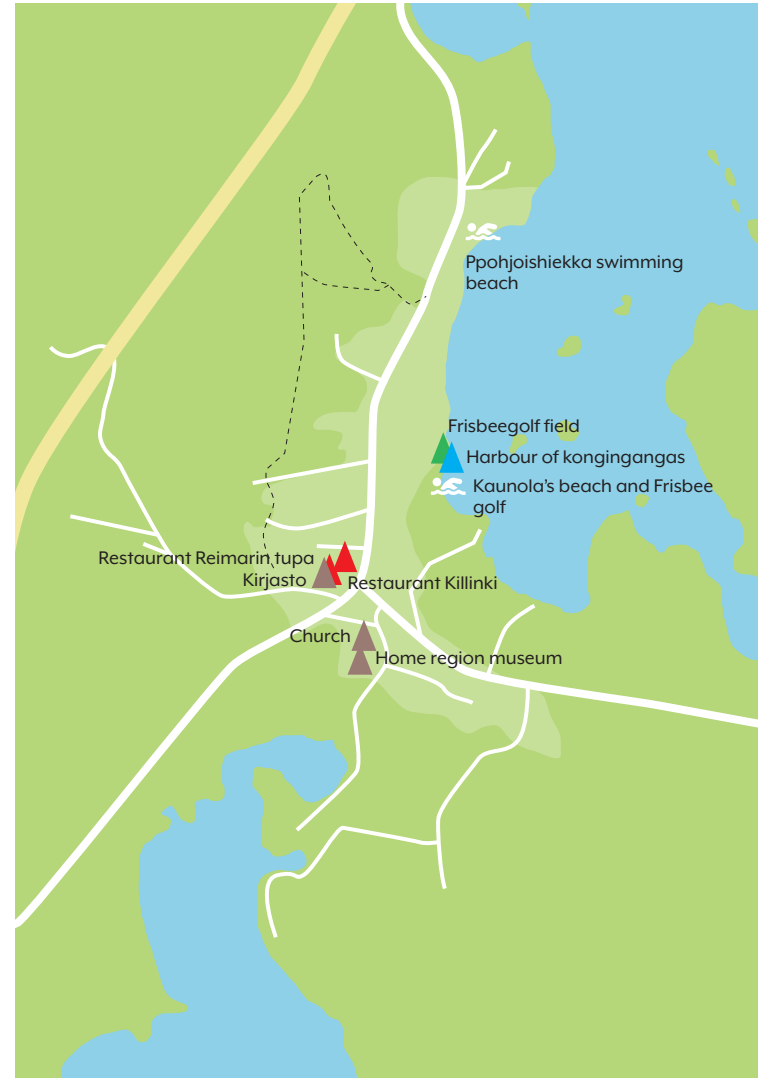 Ppohjoishiekka swimming
beach
Frisbeegolf field
Harbour of kongingangas
Kaunola's beach and Frisbee
golf
Restaurant Reimarin tupa
Kirjasto
Restaurant Killinki
Church
Home region museum